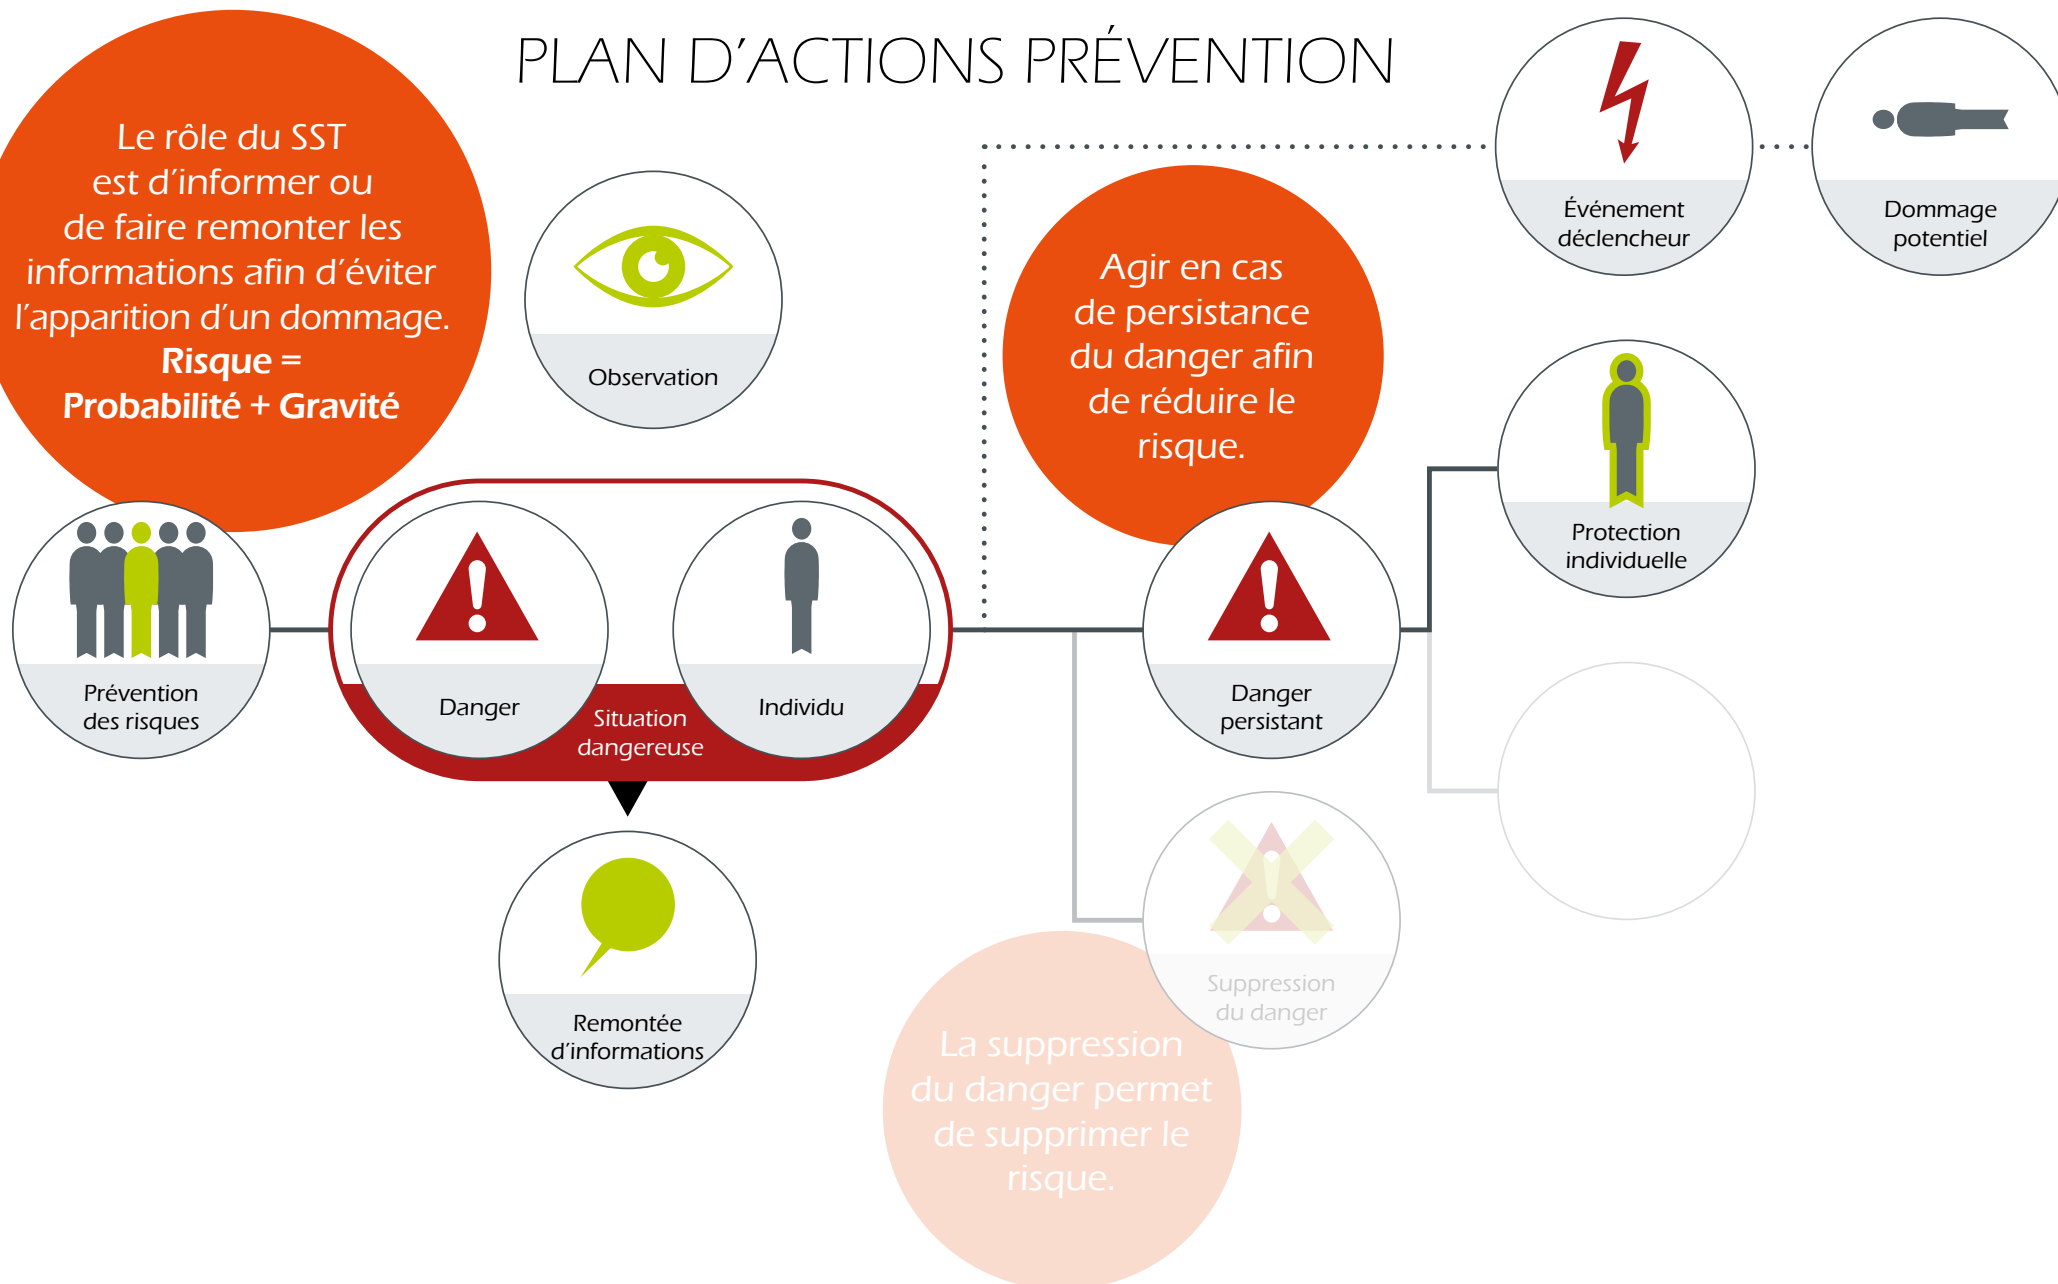 PLAN D'ACTIONS PRÉVENTION
Le rôle du SST
est d'informer ou
de faire remonter les
informations afin d'éviter
l'apparition d'un dommage.
Risque =
Probabilité + Gravité
Observation
Agir en cas
de persistance
du danger afin
de réduire le
risque.
Événement
déclencheur
Dommage
potentiel
Protection
individuelle
Prévention
des risques
Danger
Situation
dangereuse
Individu
Danger
persistant
Remontée
d'informations
Suppression
du danger
La suppression
du danger permet
de supprimer le
risque.